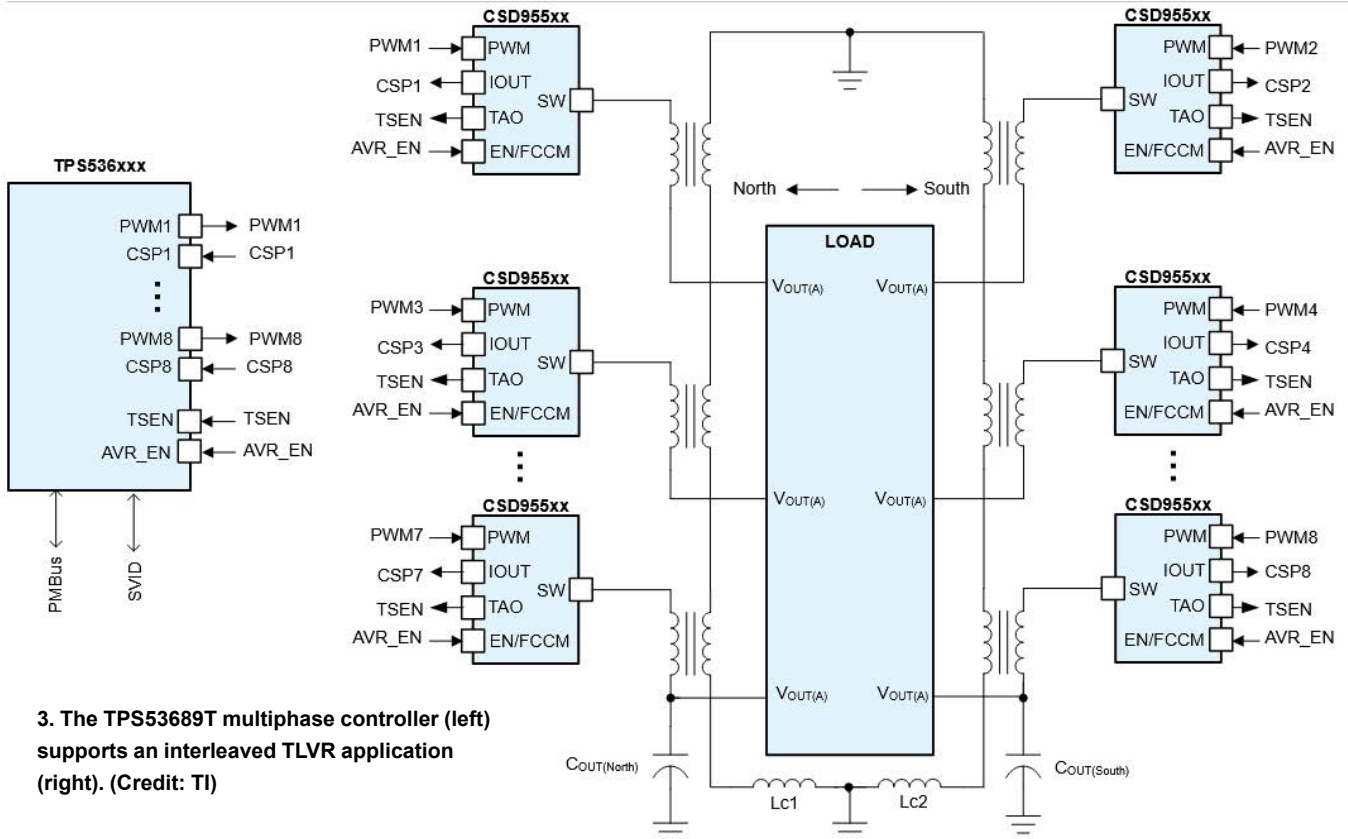 CSD955xx
PWM1
PWM
CSP1
IOUT
SW
TSEN
TAO
AVR_EN
EN/FCCM
CSD955xx
PWM
PWM2
IOUT
CSP2
SW
TAO
TSEN
EN/FCCM
AVR_EN
TPS536xxx
PWM1
PWM1
CSP1
CSP1
PWM8
PWM8
CSP8
CSP8
TSEN
TSEN
AVR_EN
AVR_EN
PMBus
SVID
North
South
LOAD
VOUT(A)
VOUT(A)
CSD955xx
PWM3
PWM
CSP3
IOUT
SW
TSEN
TAO
AVR_EN
EN/FCCM
CSD955xx
PWM
PWM4
IOUT
CSP4
SW
TAO
TSEN
EN/FCCM
AVR_EN
VOUT(A)
VOUT(A)
CSD955xx
PWM7
PWM
CSP7
IOUT
SW
TSEN
TAO
AVR_EN
EN/FCCM
CSD955xx
PWM
PWM8
IOUT
CSP8
SW
TAO
TSEN
EN/FCCM
AVR_EN
VOUT(A)
VOUT(A)
COUT(North)
COUT(South)
Lc1
Lc2
3. The TPS53689T multiphase controller (left)
supports an interleaved TLVR application
(right). (Credit: TI)